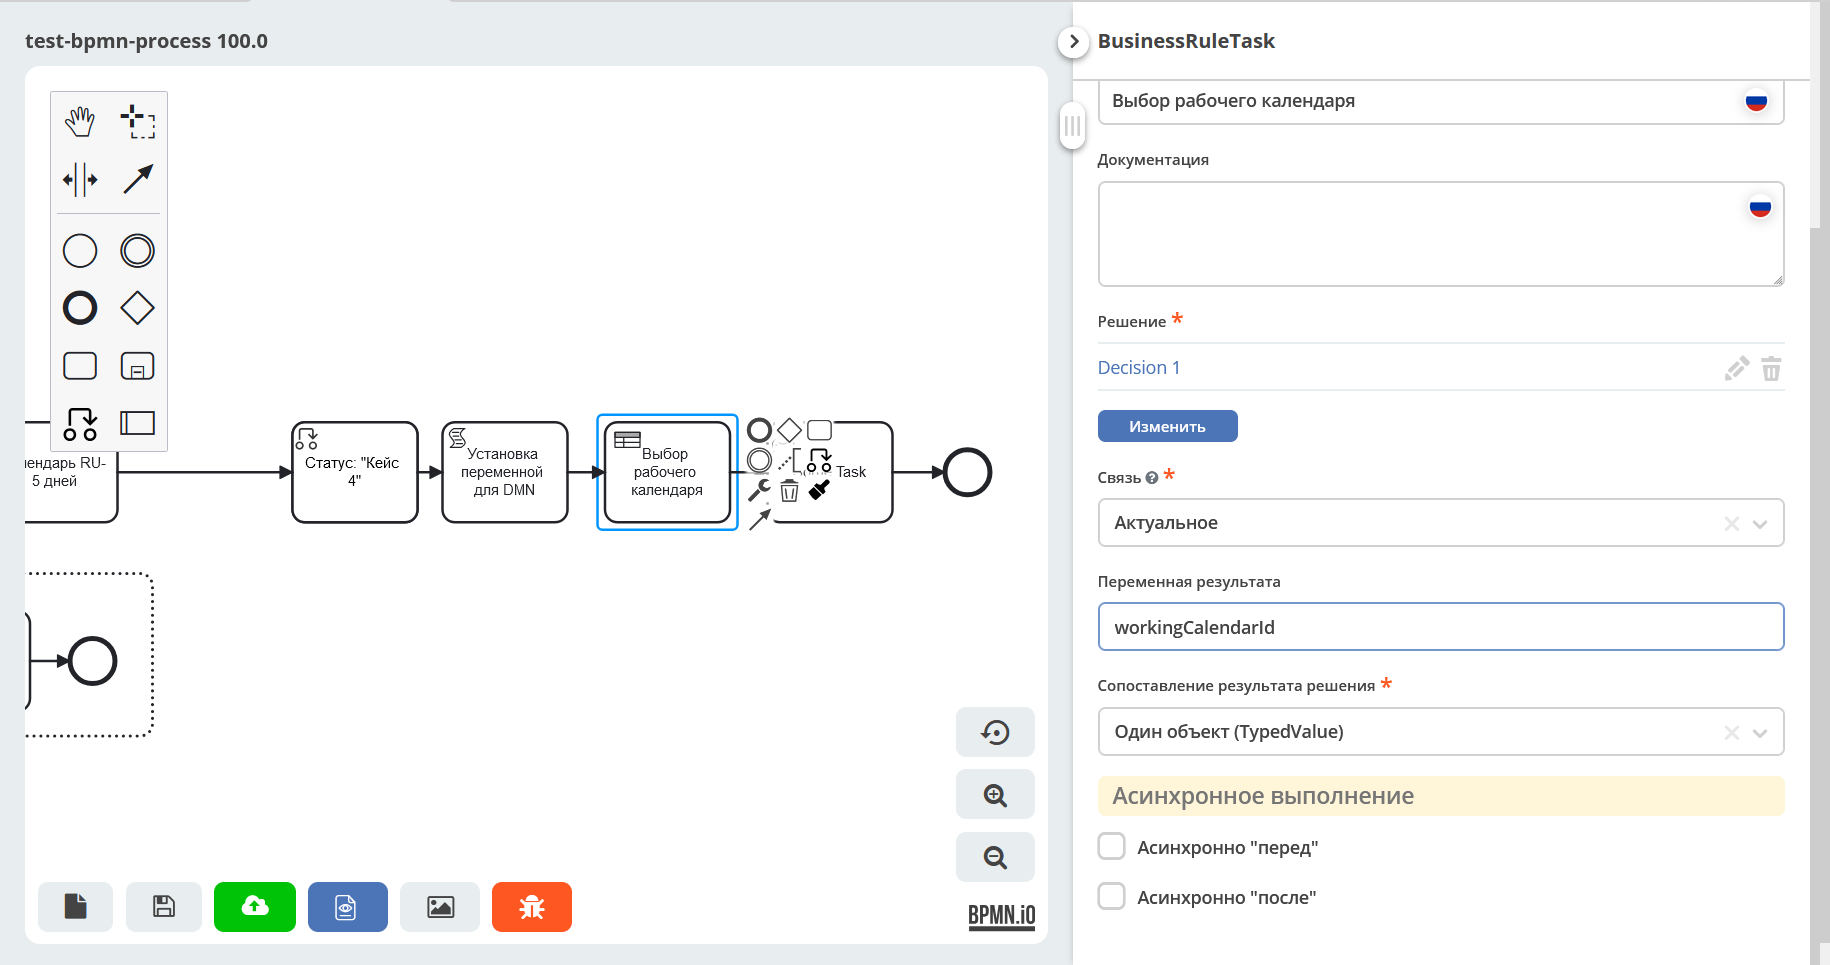 test-bpmn-process 100.0
ендарь RU-
5 дней
Статус: "Кейс
4"
Установка
переменной
для DMN
Выбор
рабочего
календаря
Task
BPMN.iO
BusinessRuleTask
Выбор рабочего календаря
Документация
Решение *
Decision 1
Изменить
Связь ? *
Актуальное
Переменная результата
workingCalendarId
Сопоставление результата решения *
Один объект (TypedValue)
Асинхронное выполнение
Асинхронно "перед"
Асинхронно "после"